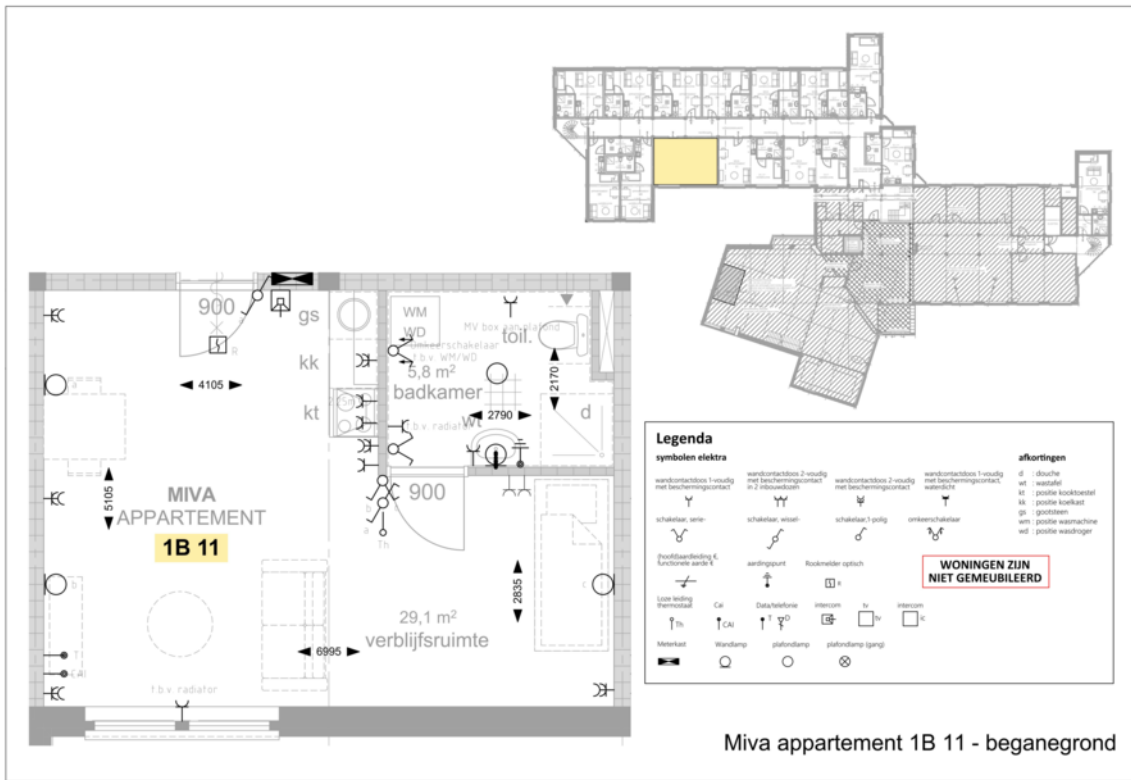 900
gs
WM
WD
MV box aan plafond
toil.
Omkeerschakelaar
t.b.v. WM/WD
R
kk
5,8 m²
badkamer
4105
2170
a
kt
wt
2790
d
t.b.v. radiator
5105
MIVA
APPARTEMENT
1B 11
900
b
a
Th
b
c
2835
29,1 m²
verblijfsruimte
6995
T
CAI
t.b.v. radiator
Legenda
symbolen elektra
wandcontactdoos 1-voudig
met beschermingscontact
wandcontactdoos 2-voudig
met beschermingscontact
in 2 inbouwdozen
wandcontactdoos 2-voudig
met beschermingscontact
wandcontactdoos 1-voudig
met beschermingscontact,
waterdicht
schakelaar, serie-
schakelaar, wissel-
schakelaar,1-polig
omkeerschakelaar
(hoofd)aardleiding €,
functionele aarde €
aardingspunt
Rookmelder optisch
R
Loze leiding
thermostaat
Cai
Data/telefonie
intercom
tv
intercom
Th
CAI
T
D
tv
ic
Meterkast
Wandlamp
plafondlamp
plafondlamp (gang)
afkortingen
d : douche
wt : wastafel
kt : positie kooktoestel
kk : positie koelkast
gs : gootsteen
wm : positie wasmachine
wd : positie wasdroger
WONINGEN ZIJN
NIET GEMEUBILEERD
Miva appartement 1B 11 - beganegrond